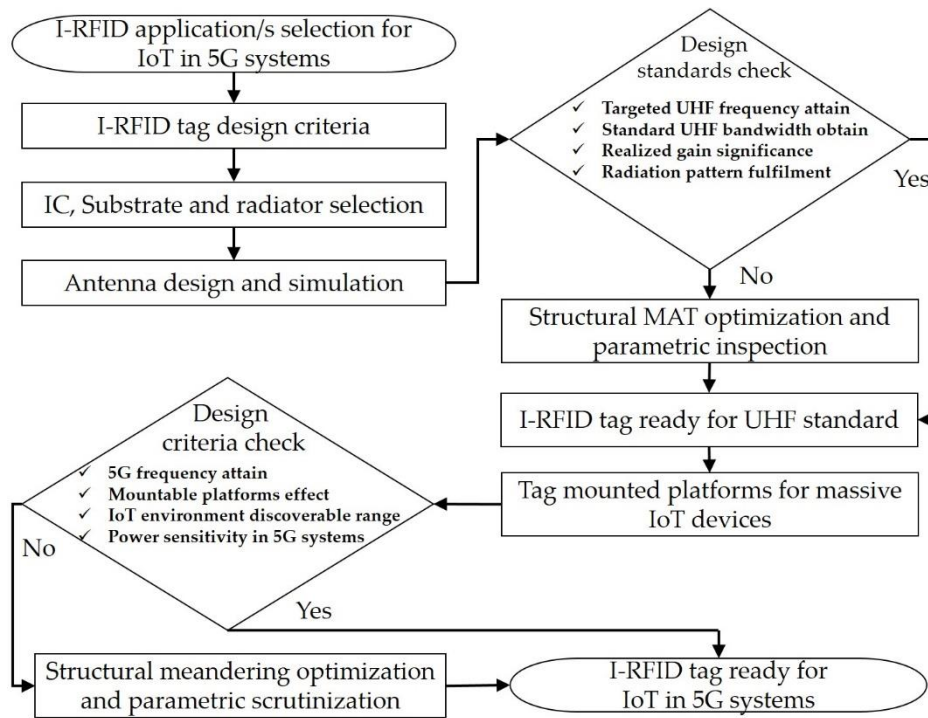 I-RFID application/s selection for
IoT in 5G systems
I-RFID tag design criteria
IC, Substrate and radiator selection
Antenna design and simulation
Design
standards check
✓ Targeted UHF frequency attain
✓ Standard UHF bandwidth obtain
✓ Realized gain significance
✓ Radiation pattern fulfilment
Yes
No
Structural MAT optimization and
parametric inspection
I-RFID tag ready for UHF standard
Tag mounted platforms for massive
IoT devices
Design
criteria check
✓ 5G frequency attain
✓ Mountable platforms effect
✓ IoT environment discoverable range
✓ Power sensitivity in 5G systems
No
Yes
Structural meandering optimization
and parametric scrutinization
I-RFID tag ready for
IoT in 5G systems